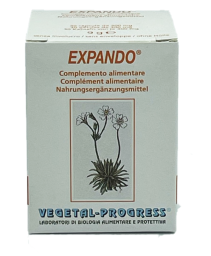 EXPANDO®
Complemento alimentare
Complément alimentaire
Nahrungsergänzungsmittel
VEGETAL-PROGRESS®
LABORATORI DI BIOLOGIA ALIMENTARE E PROTETTIVA